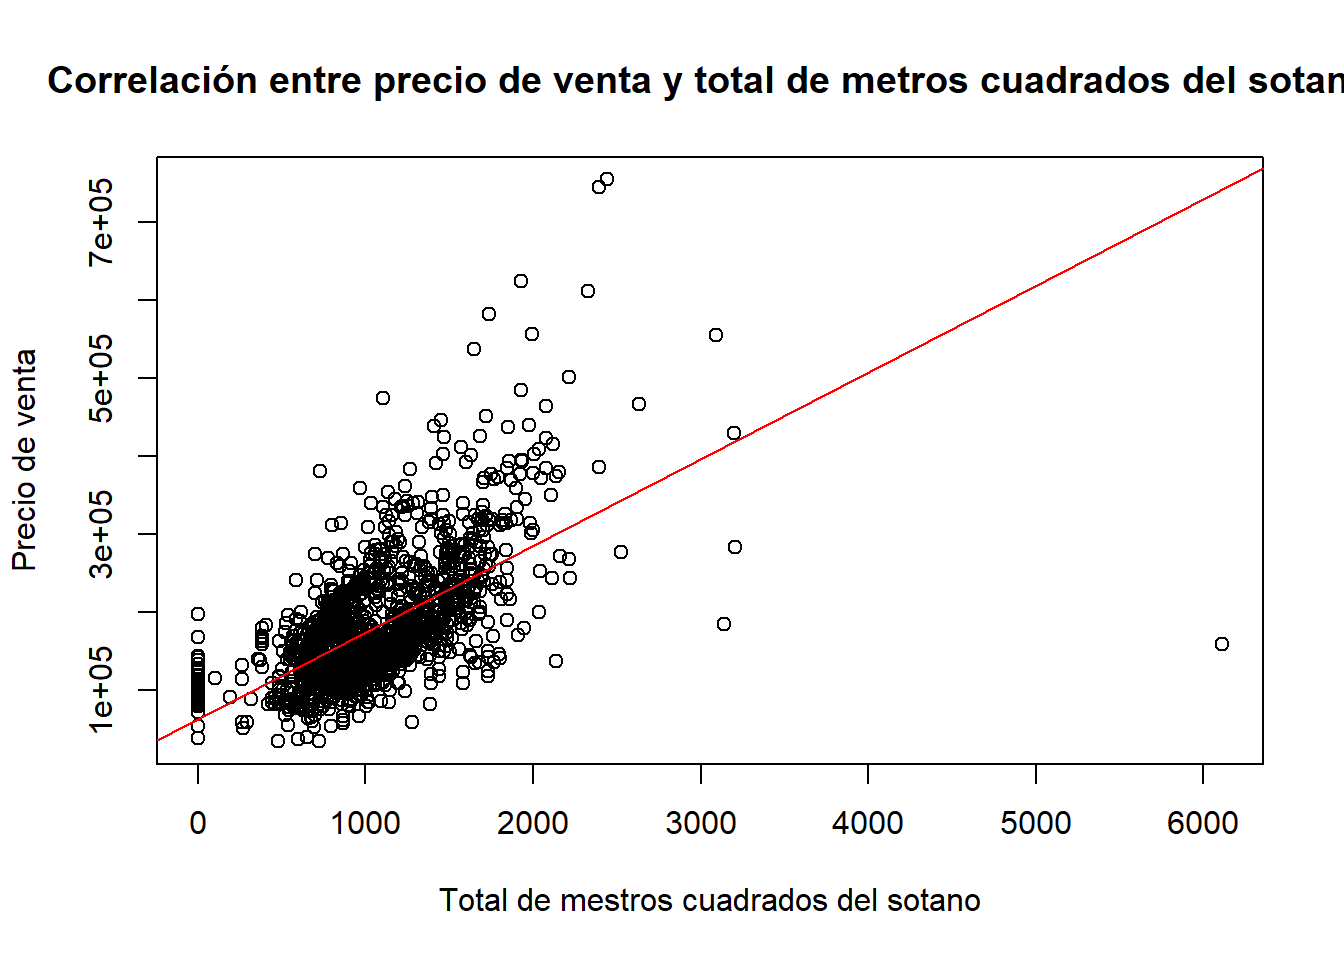 Correlación entre precio de venta y total de metros cuadrados del sotan
Precio de venta
7e+05
5e+05
3e+05
1e+05
0 1000 2000 3000 4000 5000 6000
Total de mestros cuadrados del sotano